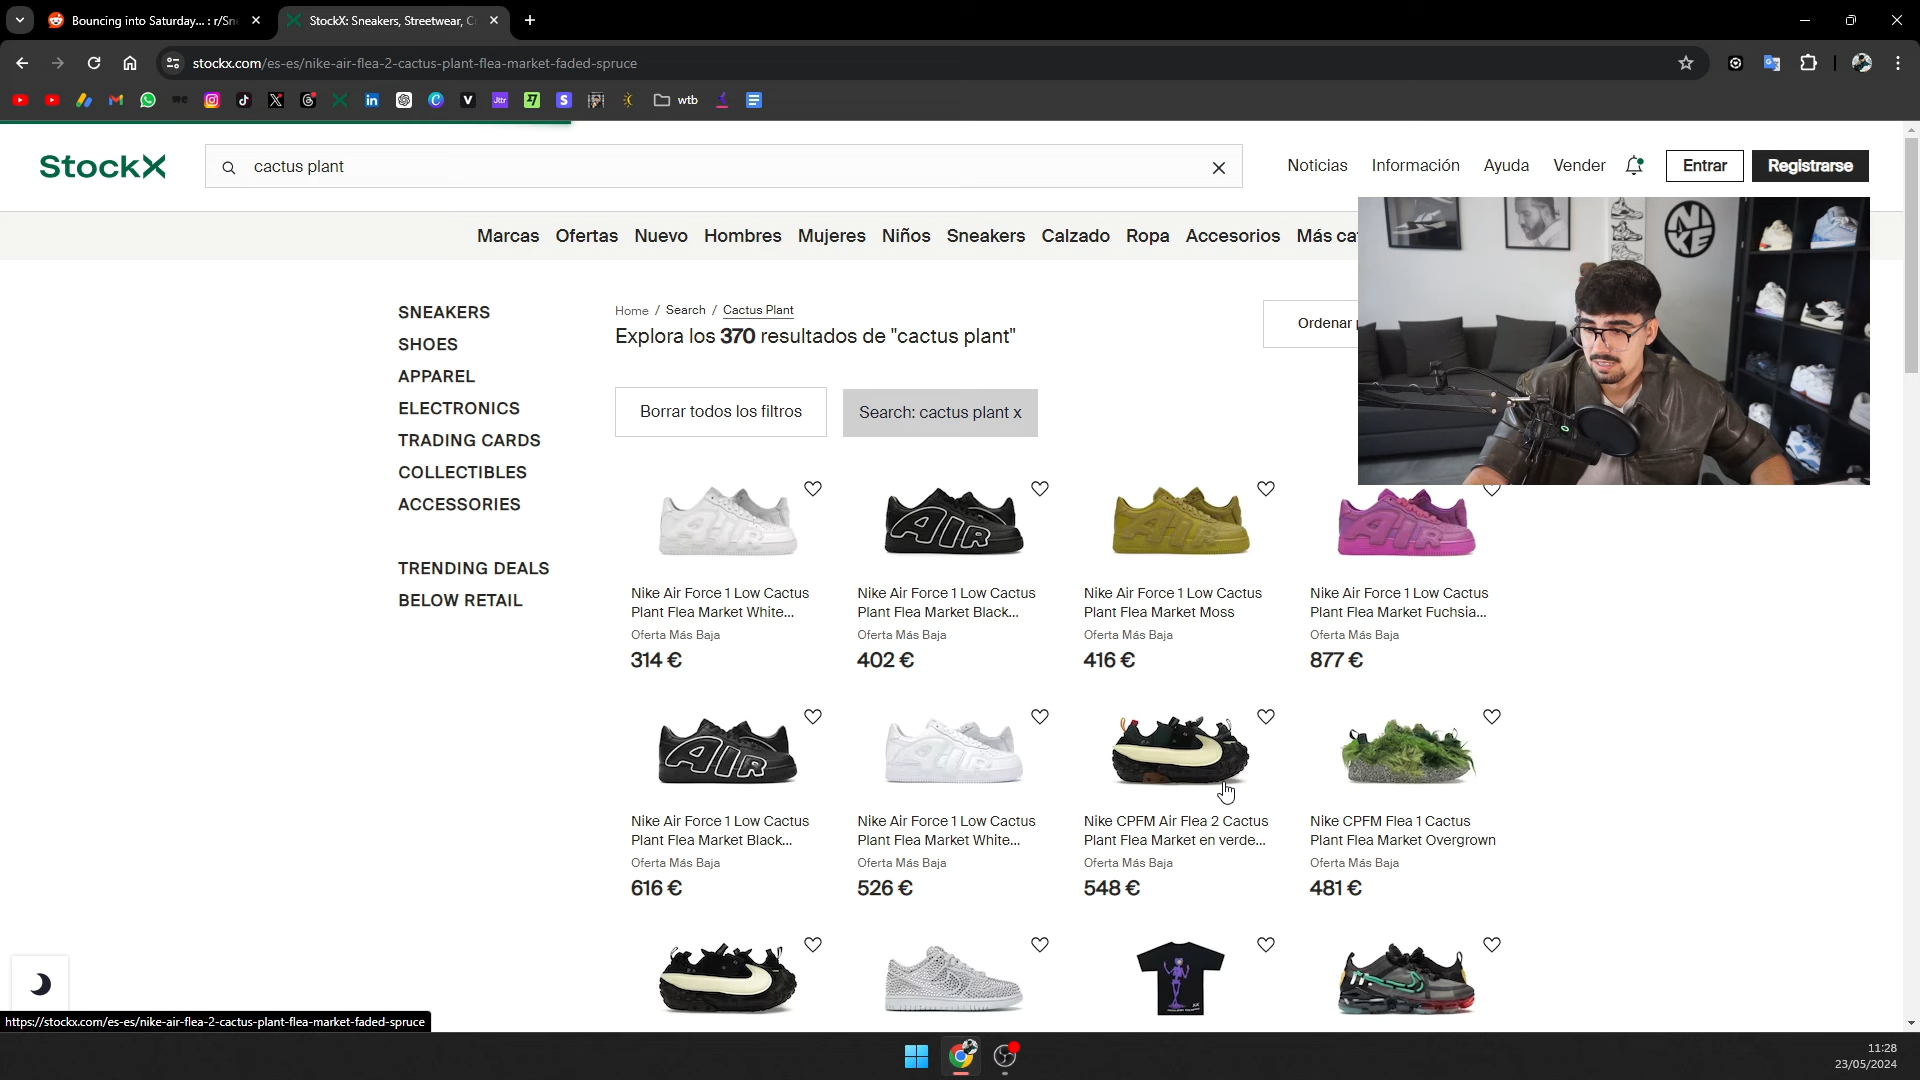 Bouncing into Saturday... : r/Sn
StockX: Sneakers, Streetwear, C
stockx.com/es-es/nike-air-flea-2-cactus-plant-flea-market-faded-spruce
wtb
StockX
cactus plant
Noticias
Información
Ayuda
Vender
Entrar
Registrarse
Marcas
Ofertas
Nuevo
Hombres
Mujeres
Niños
Sneakers
Calzado
Ropa
Accesorios
Más ca
SNEAKERS
SHOES
APPAREL
ELECTRONICS
TRADING CARDS
COLLECTIBLES
ACCESSORIES
TRENDING DEALS
BELOW RETAIL
Home / Search / Cactus Plant
Explora los 370 resultados de "cactus plant"
Ordenar
Borrar todos los filtros
Search: cactus plant x
Nike Air Force 1 Low Cactus
Plant Flea Market White...
Oferta Más Baja
314 €
Nike Air Force 1 Low Cactus
Plant Flea Market Black...
Oferta Más Baja
402 €
Nike Air Force 1 Low Cactus
Plant Flea Market Moss
Oferta Más Baja
416 €
Nike Air Force 1 Low Cactus
Plant Flea Market Fuchsia...
Oferta Más Baja
877 €
Nike Air Force 1 Low Cactus
Plant Flea Market Black...
Oferta Más Baja
616 €
Nike Air Force 1 Low Cactus
Plant Flea Market White...
Oferta Más Baja
526 €
Nike CPFM Air Flea 2 Cactus
Plant Flea Market en verde...
Oferta Más Baja
548 €
Nike CPFM Flea 1 Cactus
Plant Flea Market Overgrown
Oferta Más Baja
481 €
https://stockx.com/es-es/nike-air-flea-2-cactus-plant-flea-market-faded-spruce
11:28
23/05/2024